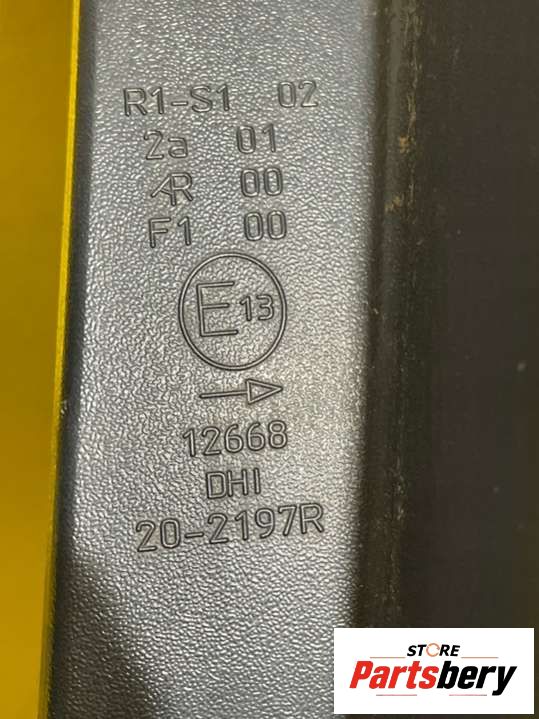 R1-S1 02
2a 01
AR 00
F1 00
E13
→
12668
DHI
20-2197R
STORE
Partsbery